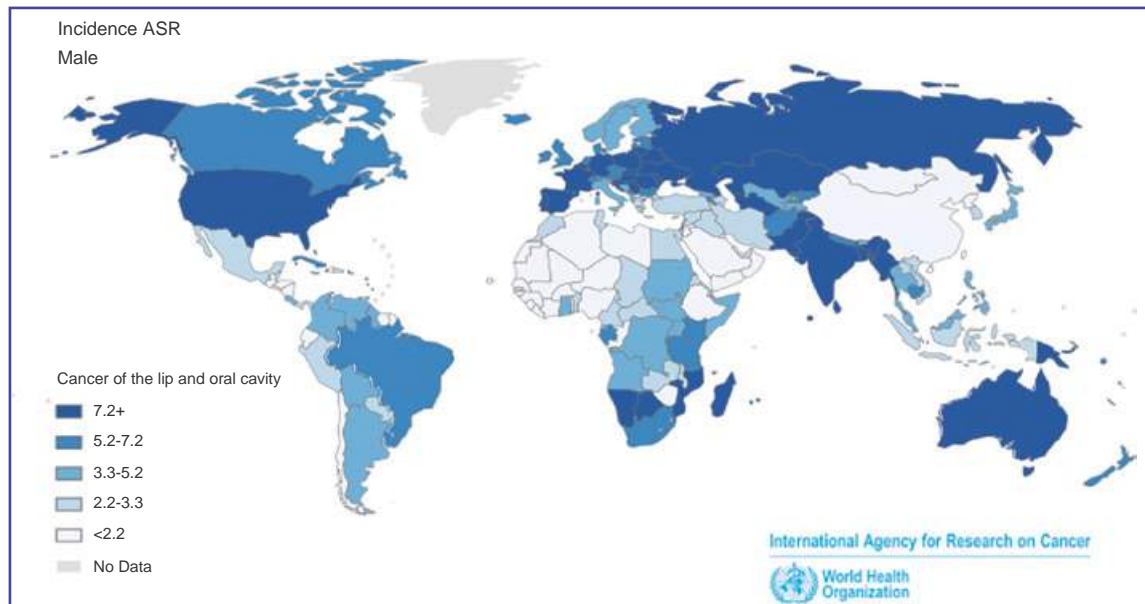 Incidence ASR
Male
Cancer of the lip and oral cavity
7.2+
5.2-7.2
3.3-5.2
2.2-3.3
<2.2
No Data
International Agency for Research on Cancer
World Health
Organization